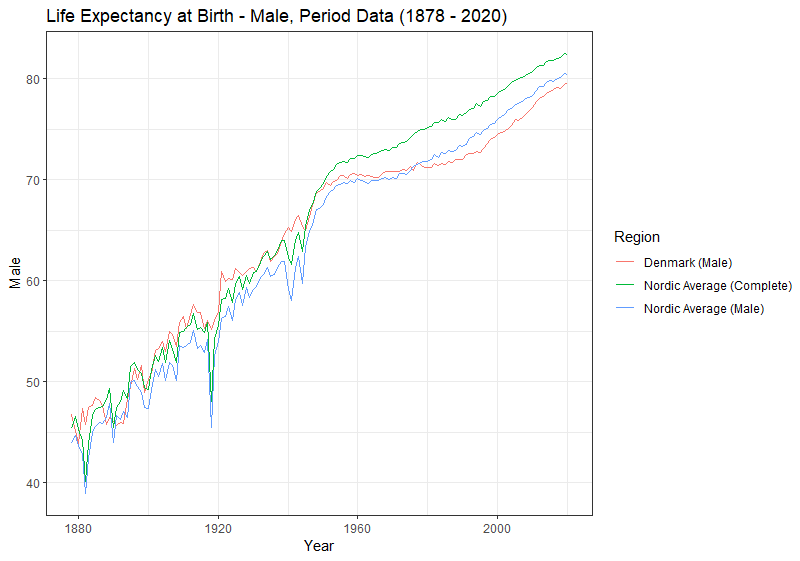 Life Expectancy at Birth - Male, Period Data (1878 - 2020)
80
70
60
50
40
Male
1880
1920
1960
2000
Year
Region
Denmark (Male)
Nordic Average (Complete)
Nordic Average (Male)